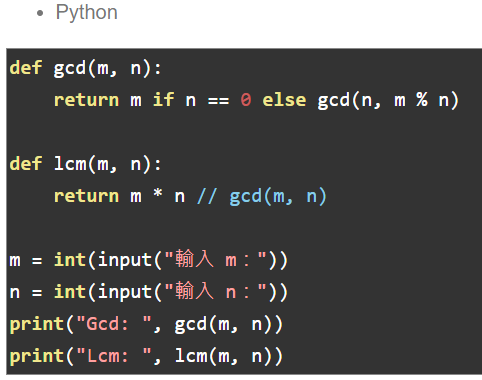 • Python
def gcd(m, n):
    return m if n == 0 else gcd(n, m % n)

def lcm(m, n):
    return m * n // gcd(m, n)

m = int(input("輸入 m："))
n = int(input("輸入 n："))
print("Gcd: ", gcd(m, n))
print("Lcm: ", lcm(m, n))